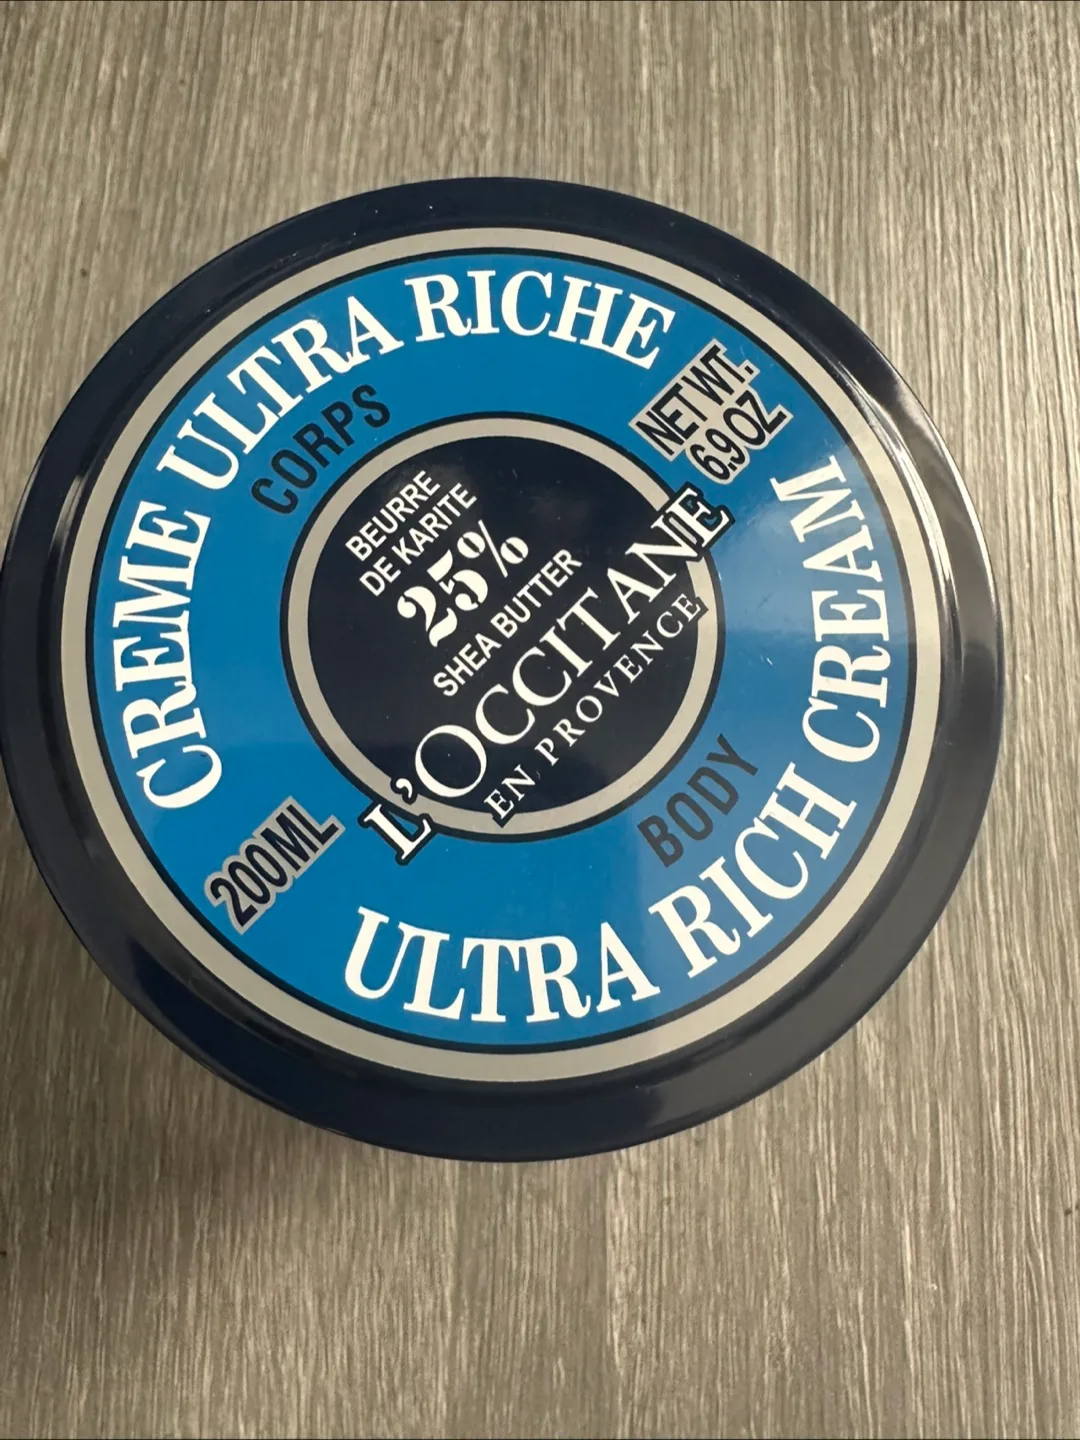 CREME ULTRA RICHE
CORPS
NET WT.
6.9 OZ
BEURRE
DE KARITE
25%
SHEA BUTTER
L'OCCITANE
EN PROVENCE
200ML
BODY
ULTRA RICH CREAM